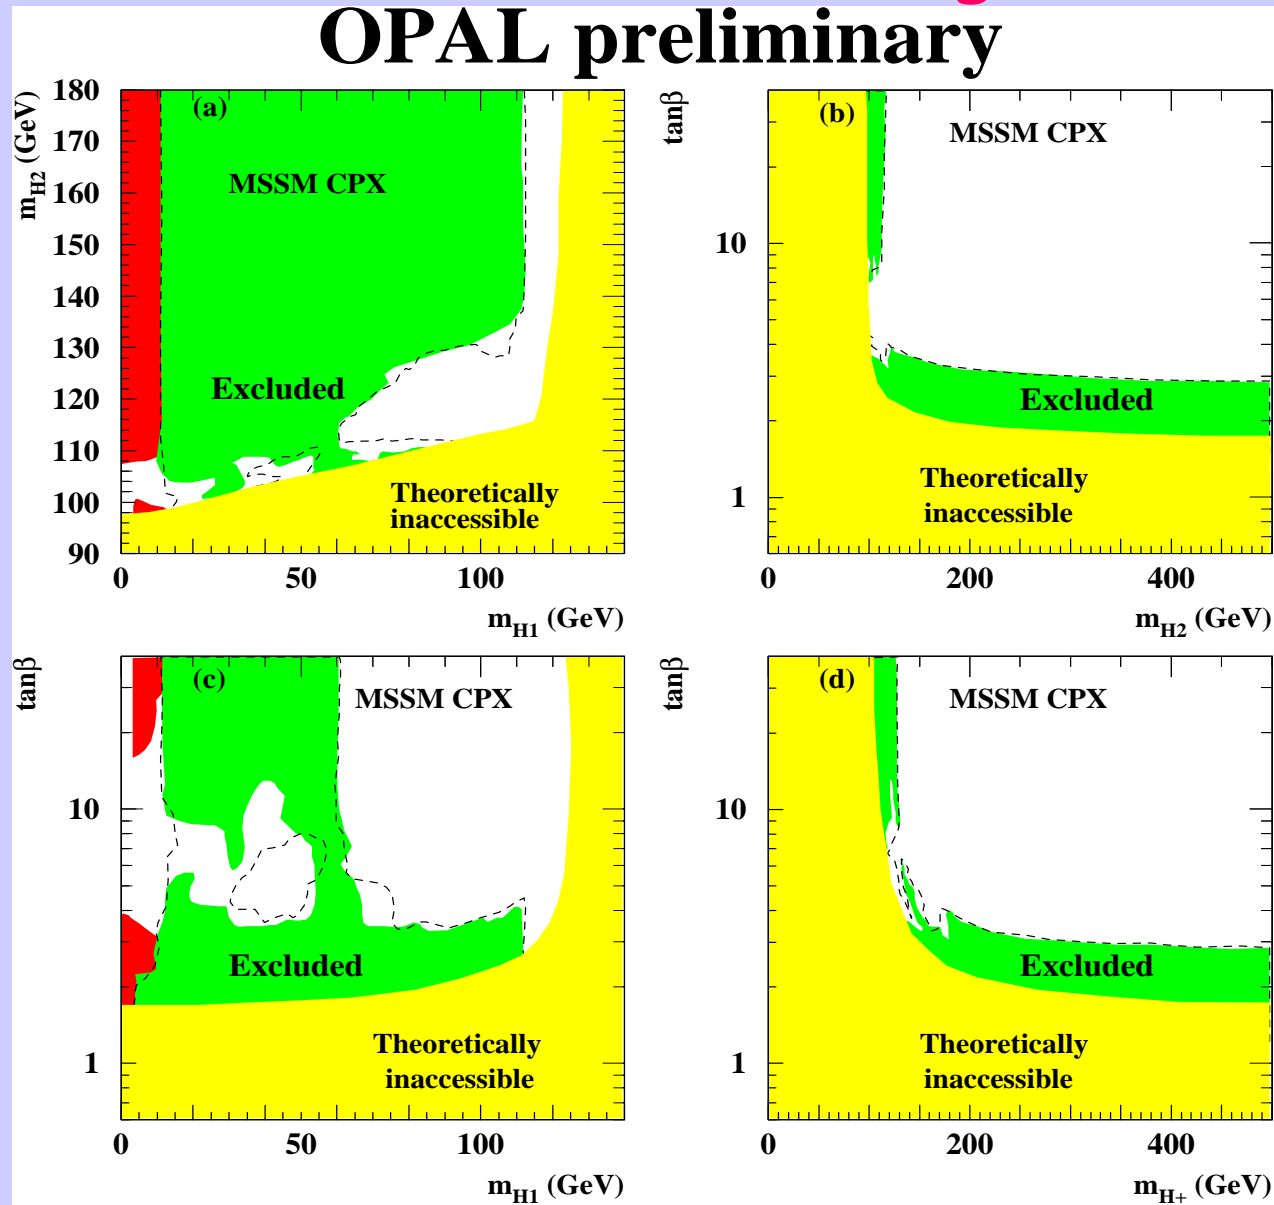 g
OPAL preliminary
(a)
MSSM CPX
Excluded
Theoretically
inaccessible
m_H2 (GeV)
180
170
160
150
140
130
120
110
100
90
0 50 100
m_H1 (GeV)
(b)
MSSM CPX
Excluded
Theoretically
inaccessible
tanβ
10
1
0 200 400
m_H2 (GeV)
(c)
MSSM CPX
Excluded
Theoretically
inaccessible
tanβ
10
1
0 50 100
m_H1 (GeV)
(d)
MSSM CPX
Excluded
Theoretically
inaccessible
tanβ
10
1
0 200 400
m_H+ (GeV)